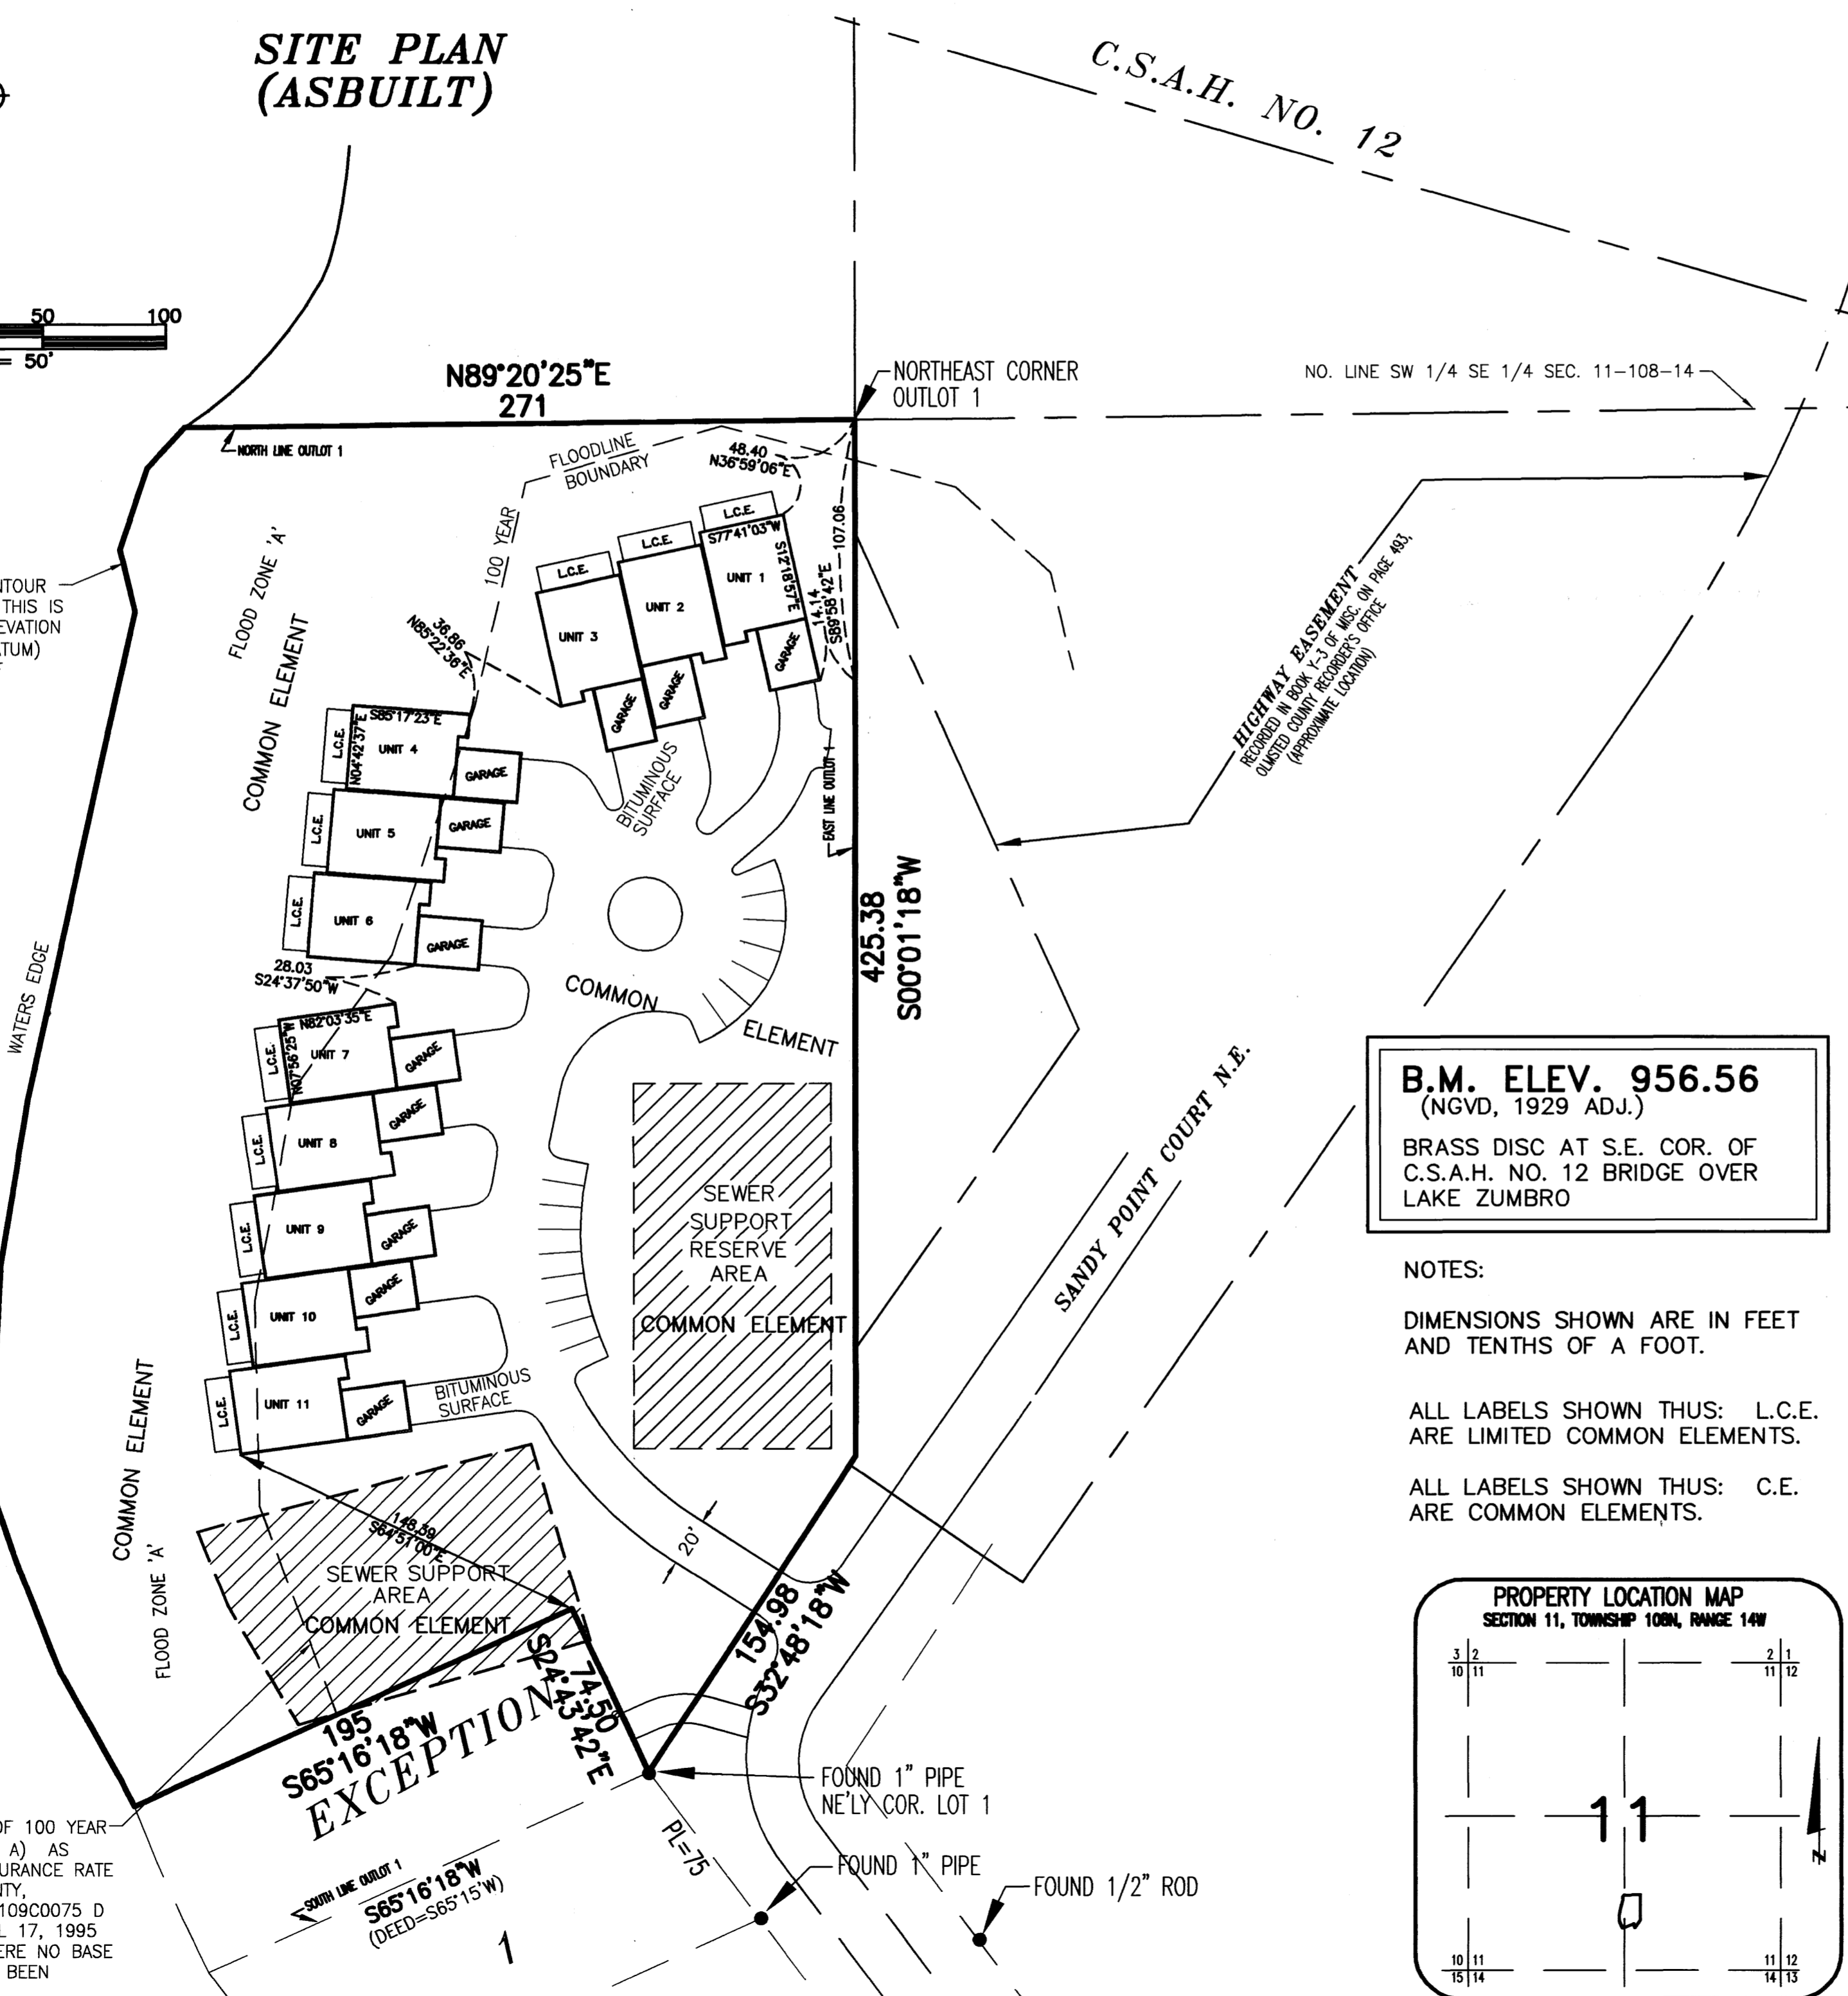 SITE PLAN
(ASBUILT)
C.S.A.H. NO. 12
50 100
= 50'
N89°20'25"E
271
NORTH LINE OUTLOT 1
NORTHEAST CORNER
OUTLOT 1
NO. LINE SW 1/4 SE 1/4 SEC. 11-108-14
FLOODLINE
BOUNDARY
100 YEAR
48.40
N36°59'06"E
107.06
S89°58'42"E
14.14
FLOOD ZONE 'A'
COMMON ELEMENT
NTOUR
THIS IS
EVATION
TUM)
L.C.E.
S77°41'03"W
S12°18'57"E
UNIT 1
GARAGE
L.C.E.
UNIT 2
GARAGE
L.C.E.
UNIT 3
GARAGE
36.86
N85°22'36"E
HIGHWAY EASEMENT
RECORDED IN BOOK Y-3 OF MISC. ON PAGE 493,
OLMSTED COUNTY RECORDER'S OFFICE
(APPROXIMATE LOCATION)
L.C.E.
S85°17'23"E
N04°42'37"E
UNIT 4
GARAGE
BITUMINOUS
SURFACE
EAST LINE OUTLOT 1
L.C.E.
UNIT 5
GARAGE
L.C.E.
UNIT 6
GARAGE
425.38
S00°01'18"W
WATERS EDGE
28.03
S24°37'50"W
COMMON
ELEMENT
L.C.E.
N82°03'35"E
N07°56'25"W
UNIT 7
GARAGE
L.C.E.
UNIT 8
GARAGE
L.C.E.
UNIT 9
GARAGE
L.C.E.
UNIT 10
GARAGE
L.C.E.
UNIT 11
GARAGE
BITUMINOUS
SURFACE
SEWER
SUPPORT
RESERVE
AREA
COMMON ELEMENT
SANDY POINT COURT N.E.
B.M. ELEV. 956.56
(NGVD, 1929 ADJ.)
BRASS DISC AT S.E. COR. OF
C.S.A.H. NO. 12 BRIDGE OVER
LAKE ZUMBRO
NOTES:
DIMENSIONS SHOWN ARE IN FEET
AND TENTHS OF A FOOT.
ALL LABELS SHOWN THUS: L.C.E.
ARE LIMITED COMMON ELEMENTS.
ALL LABELS SHOWN THUS: C.E.
ARE COMMON ELEMENTS.
COMMON ELEMENT
FLOOD ZONE 'A'
148.39
S64°51'00"E
SEWER SUPPORT
AREA
COMMON ELEMENT
20'
154.98
S32°48'18"W
74.50
S24°43'42"E
195
S65°16'18"W
EXCEPTION
FOUND 1" PIPE
NE'LY COR. LOT 1
PL=75
FOUND 1" PIPE
FOUND 1/2" ROD
SOUTH LINE OUTLOT 1
S65°16'18"W
(DEED=S65°15'W)
1
OF 100 YEAR
A) AS
URANCE RATE
NTY,
109C0075 D
L 17, 1995
ERE NO BASE
BEEN
PROPERTY LOCATION MAP
SECTION 11, TOWNSHIP 108N, RANGE 14W
3 2
10 11
2 1
11 12
11
N
10 11
15 14
11 12
14 13